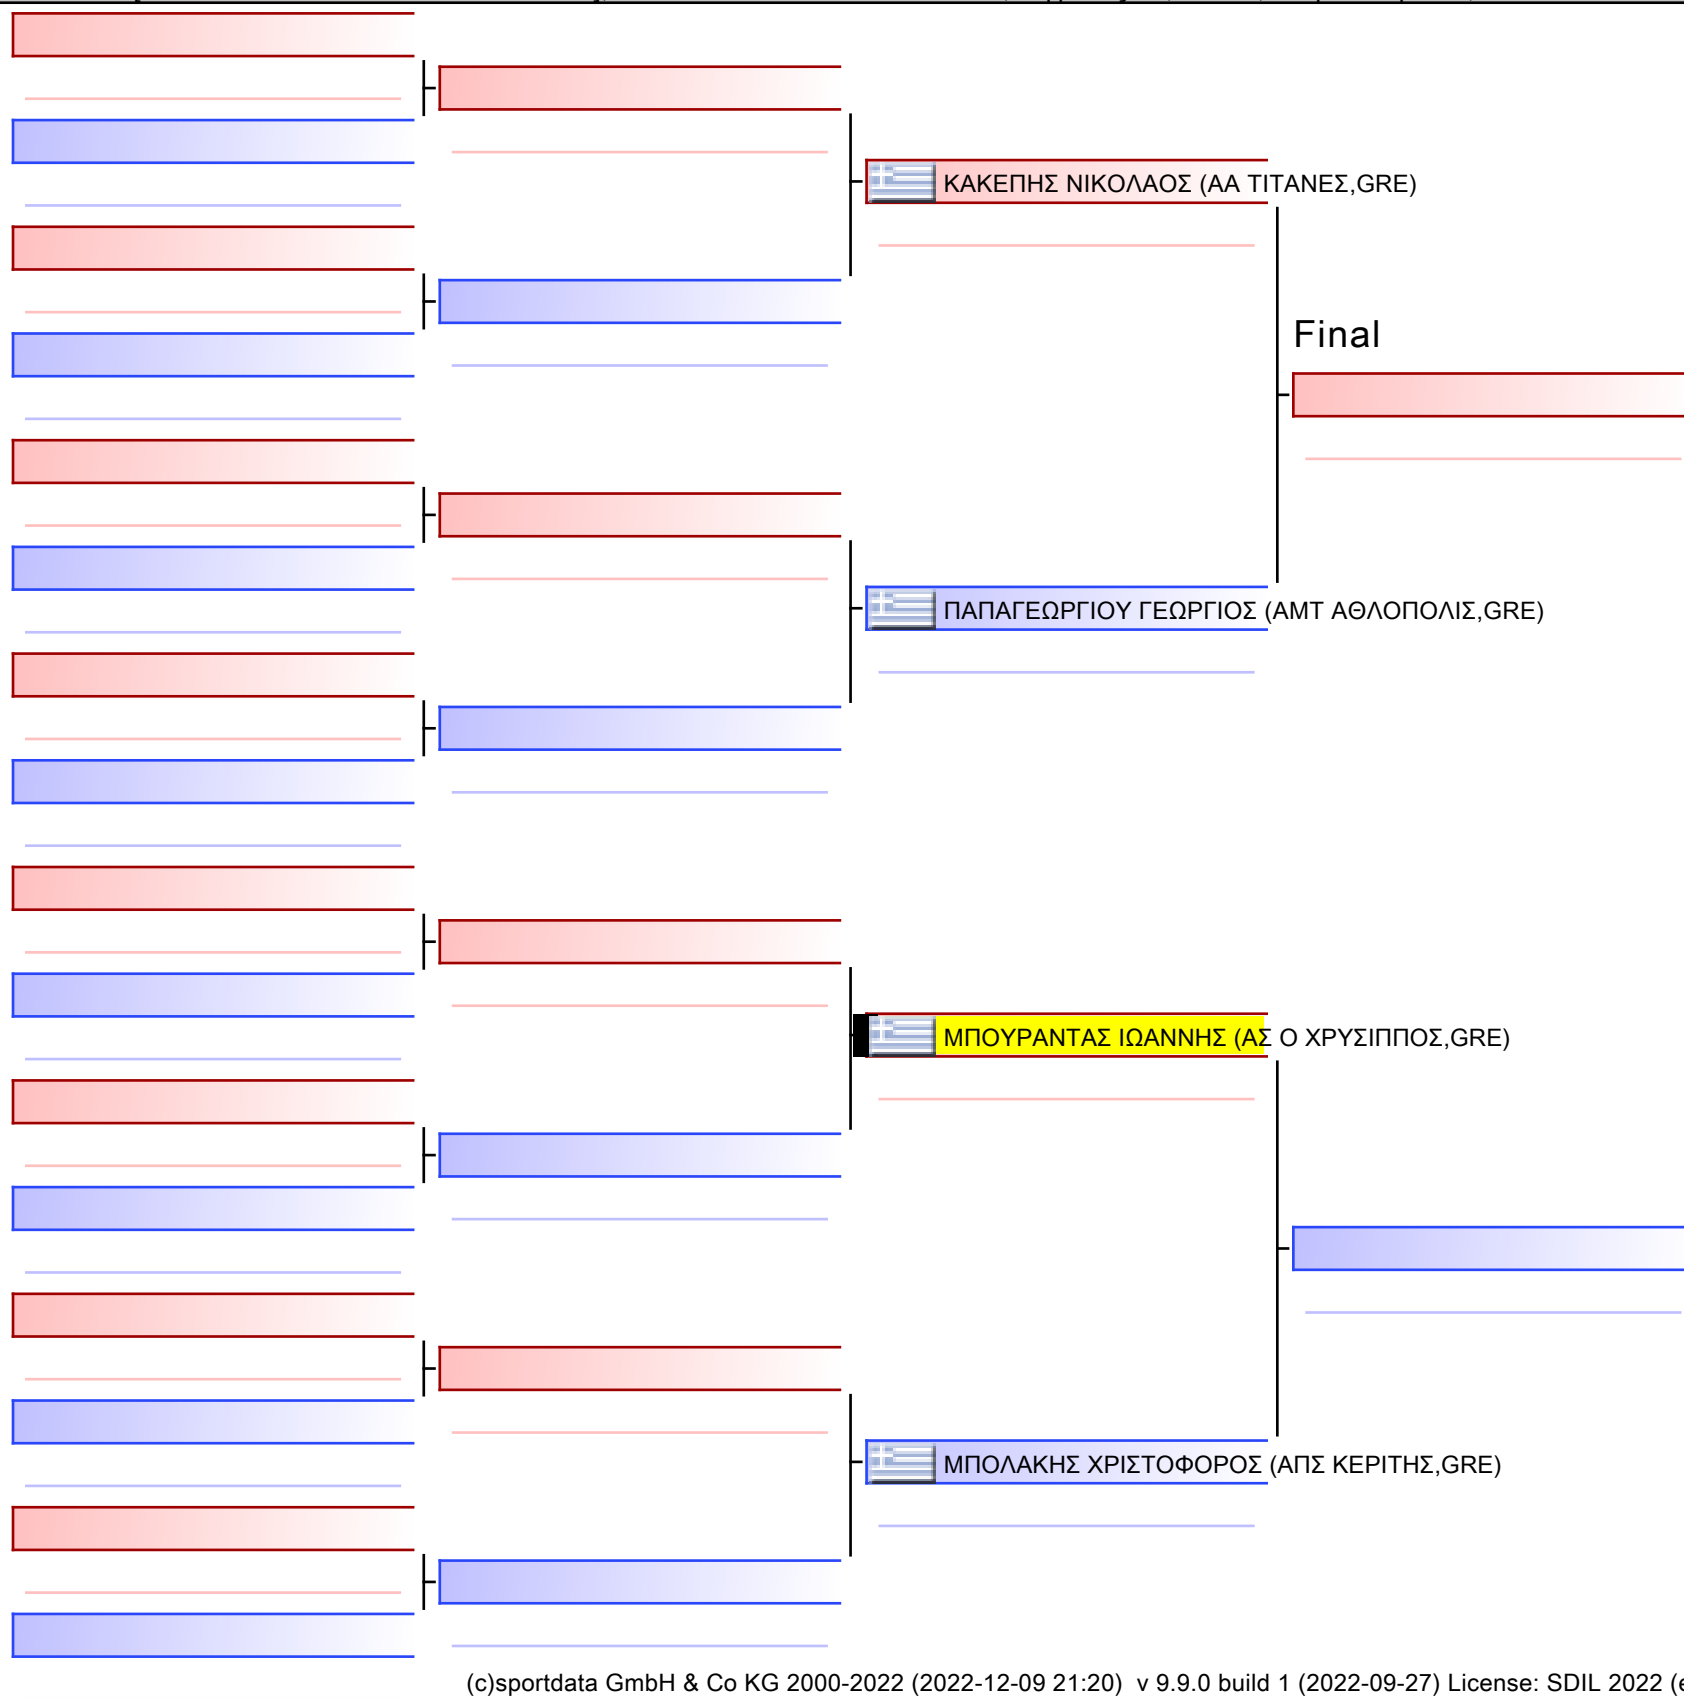 ΚΑΚΕΠΗΣ ΝΙΚΟΛΑΟΣ (ΑΑ ΤΙΤΑΝΕΣ,GRE)
Final
ΠΑΠΑΓΕΩΡΓΙΟΥ ΓΕΩΡΓΙΟΣ (ΑΜΤ ΑΘΛΟΠΟΛΙΣ,GRE)
ΜΠΟΥΡΑΝΤΑΣ ΙΩΑΝΝΗΣ (ΑΣ Ο ΧΡΥΣΙΠΠΟΣ,GRE)
ΜΠΟΛΑΚΗΣ ΧΡΙΣΤΟΦΟΡΟΣ (ΑΠΣ ΚΕΡΙΤΗΣ,GRE)
(c)sportdata GmbH & Co KG 2000-2022 (2022-12-09 21:20) v 9.9.0 build 1 (2022-09-27) License: SDIL 2022 (